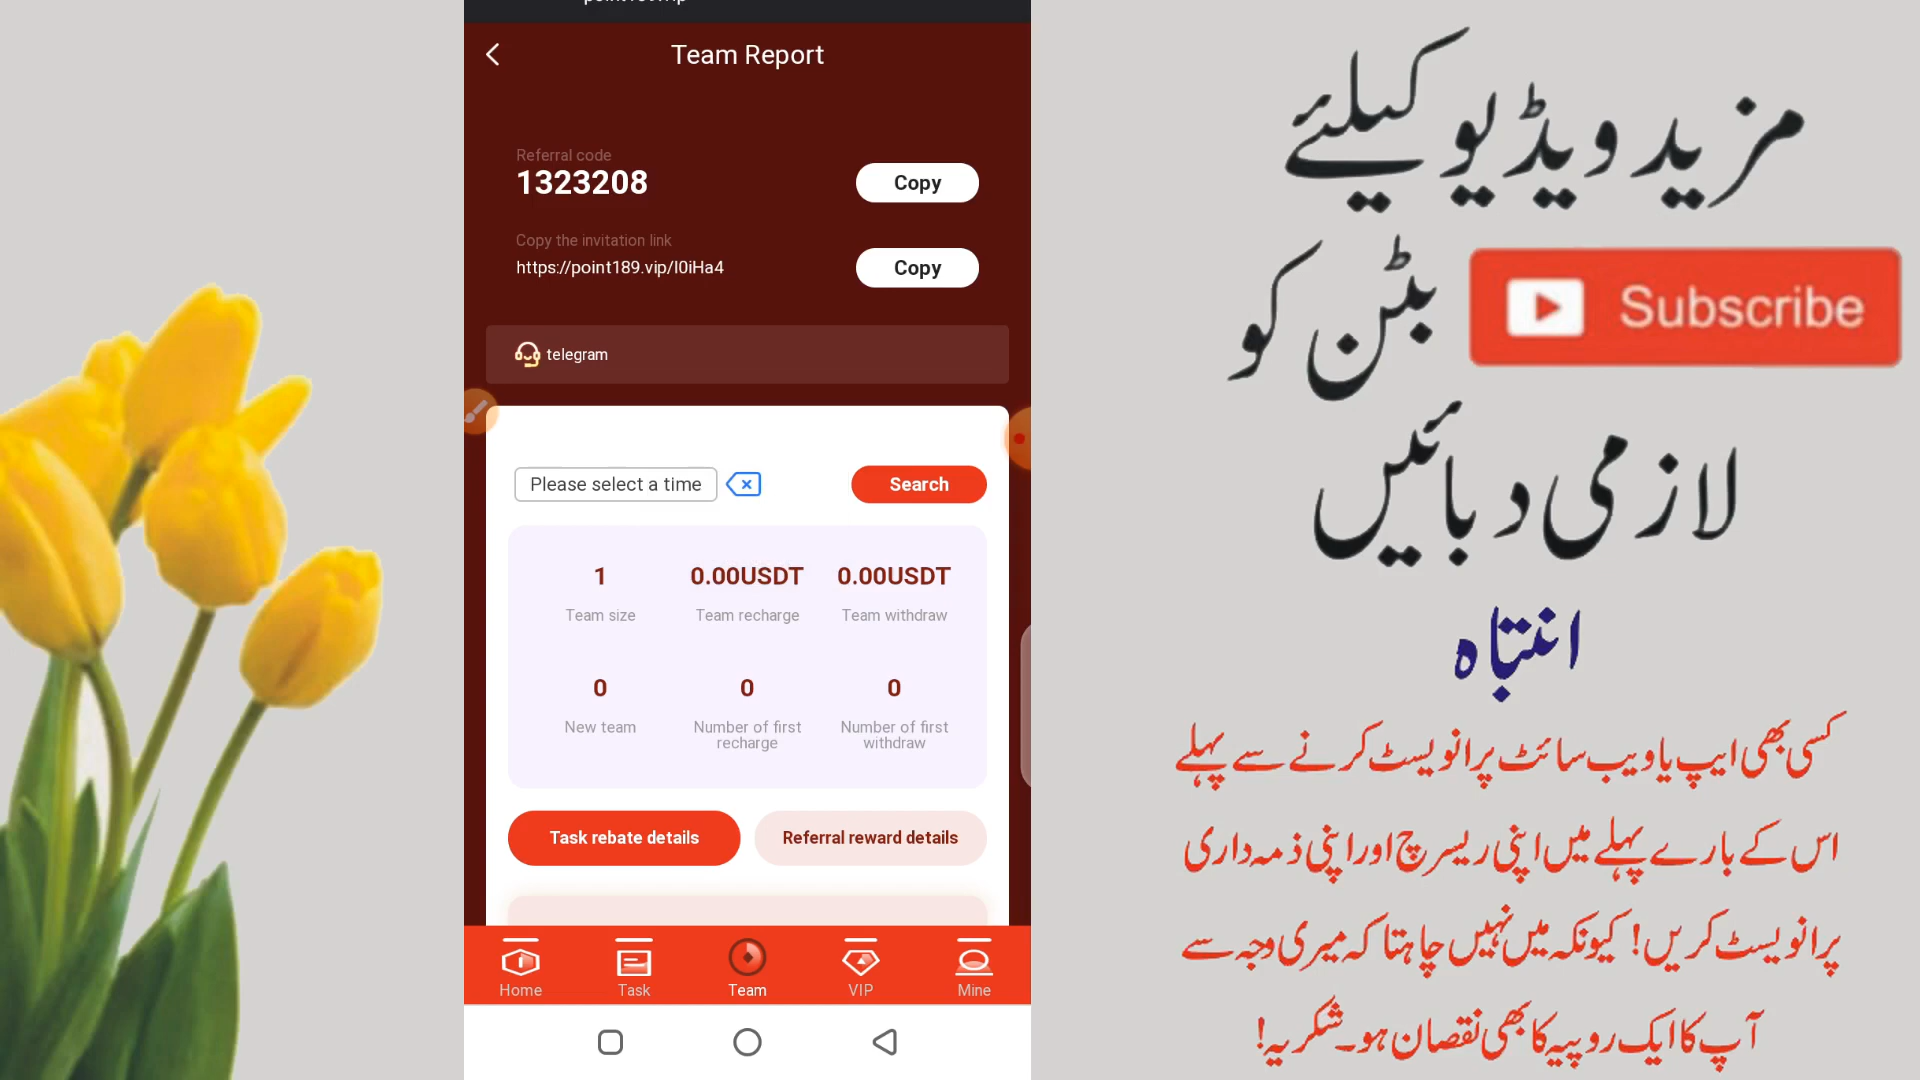 Team Report
Referral code
1323208
Copy
Copy the invitation link
https://point189.vip/I0iHa4
Copy
telegram
Please select a time
Search
1
0.00USDT
0.00USDT
Team size
Team recharge
Team withdraw
0
0
0
New team
Number of first recharge
Number of first withdraw
Task rebate details
Referral reward details
Home
Task
Team
VIP
Mine
مزید ویڈیو کیلئے
Subscribe بٹن کو
لازمی دبائیں
انتباہ
کسی بھی ایپ یا ویب سائٹ پر انویسٹ کرنے سے پہلے
اس کے بارے پہلے میں اپنی ریسرچ اور اپنی ذمہ داری
پر انویسٹ کریں! کیونکہ میں نہیں چاہتا کہ میری وجہ سے
آپ کا ایک روپیہ کا بھی نقصان ہو۔ شکریہ!